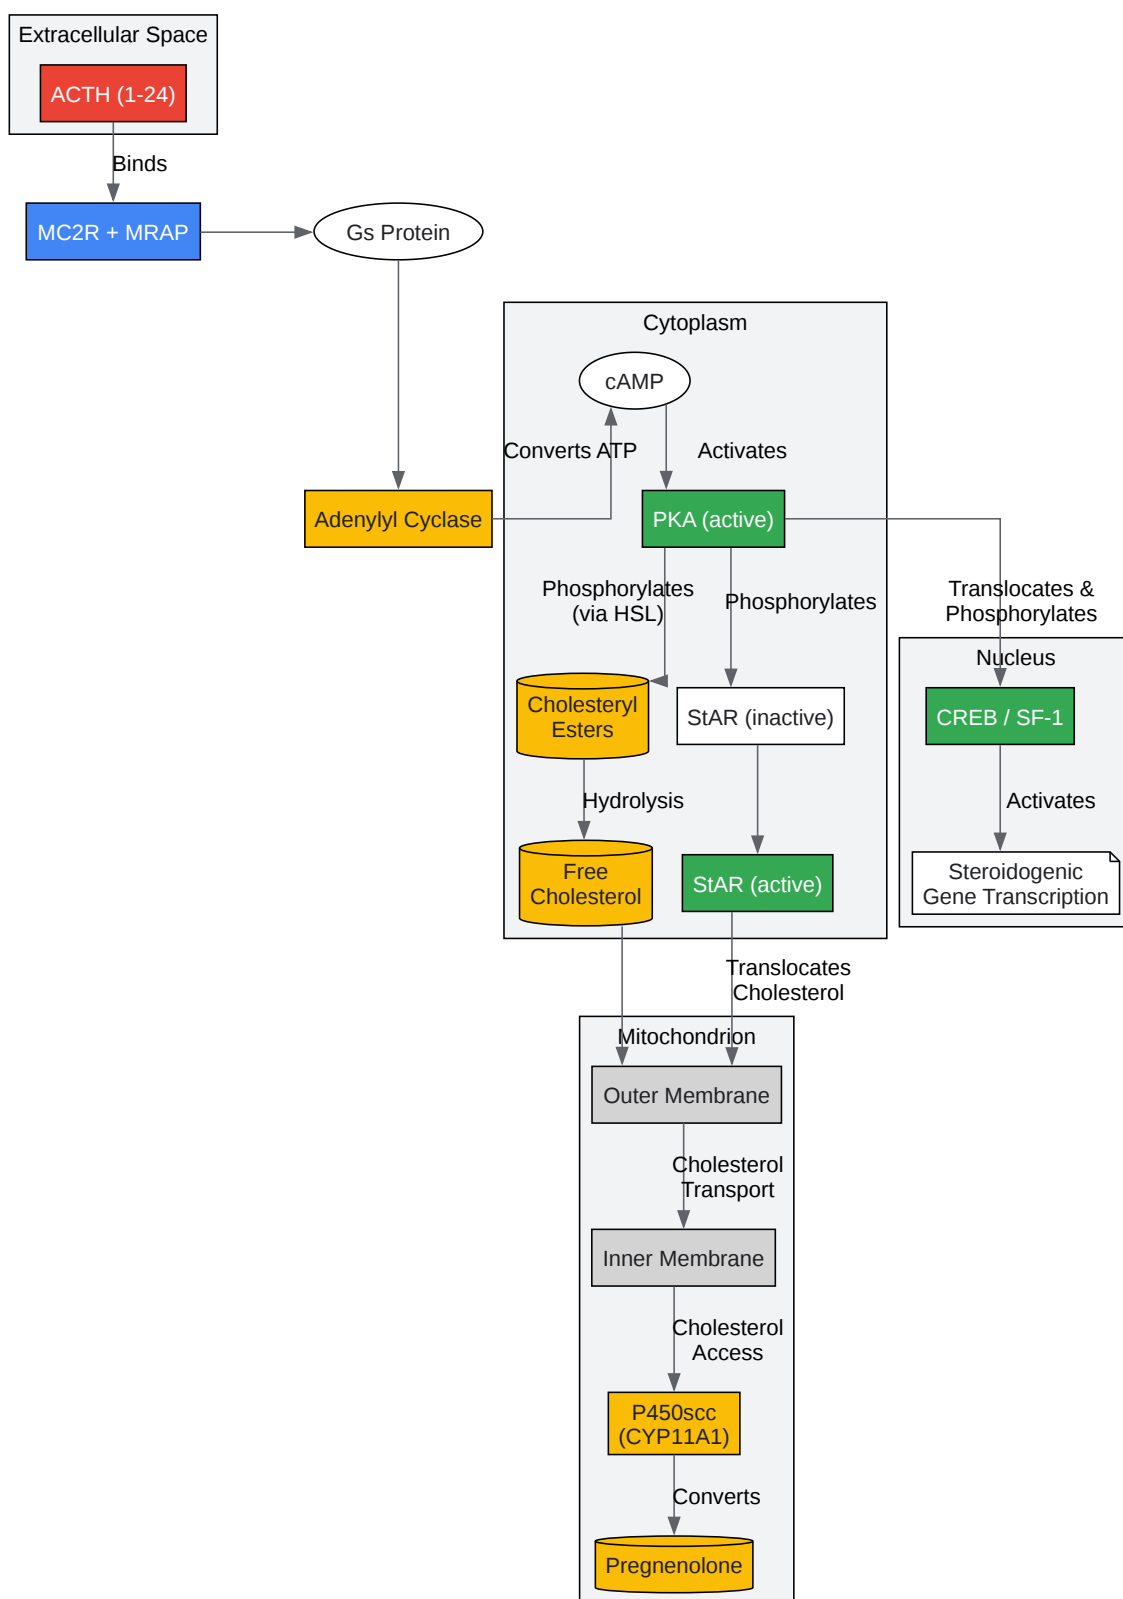 Extracellular Space
ACTH (1-24)
Binds
MC2R + MRAP
Gs Protein
Cytoplasm
cAMP
Converts ATP
Activates
Adenylyl Cyclase
PKA (active)
Phosphorylates
(via HSL)
Phosphorylates
Translocates &
Phosphorylates
Nucleus
Cholesteryl
Esters
StAR (inactive)
CREB / SF-1
Hydrolysis
Activates
Free
Cholesterol
StAR (active)
Steroidogenic
Gene Transcription
Translocates
Cholesterol
Mitochondrion
Outer Membrane
Cholesterol
Transport
Inner Membrane
Cholesterol
Access
P450scc
(CYP11A1)
Converts
Pregnenolone